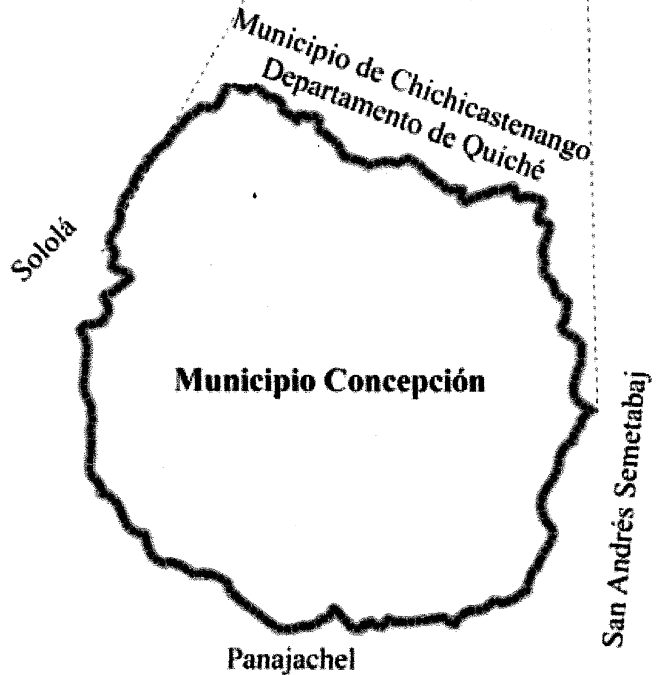 Municipio de Chichicastenango
Departamento de Quiché
Sololá
Municipio Concepción
San Andrés Semetabaj
Panajachel